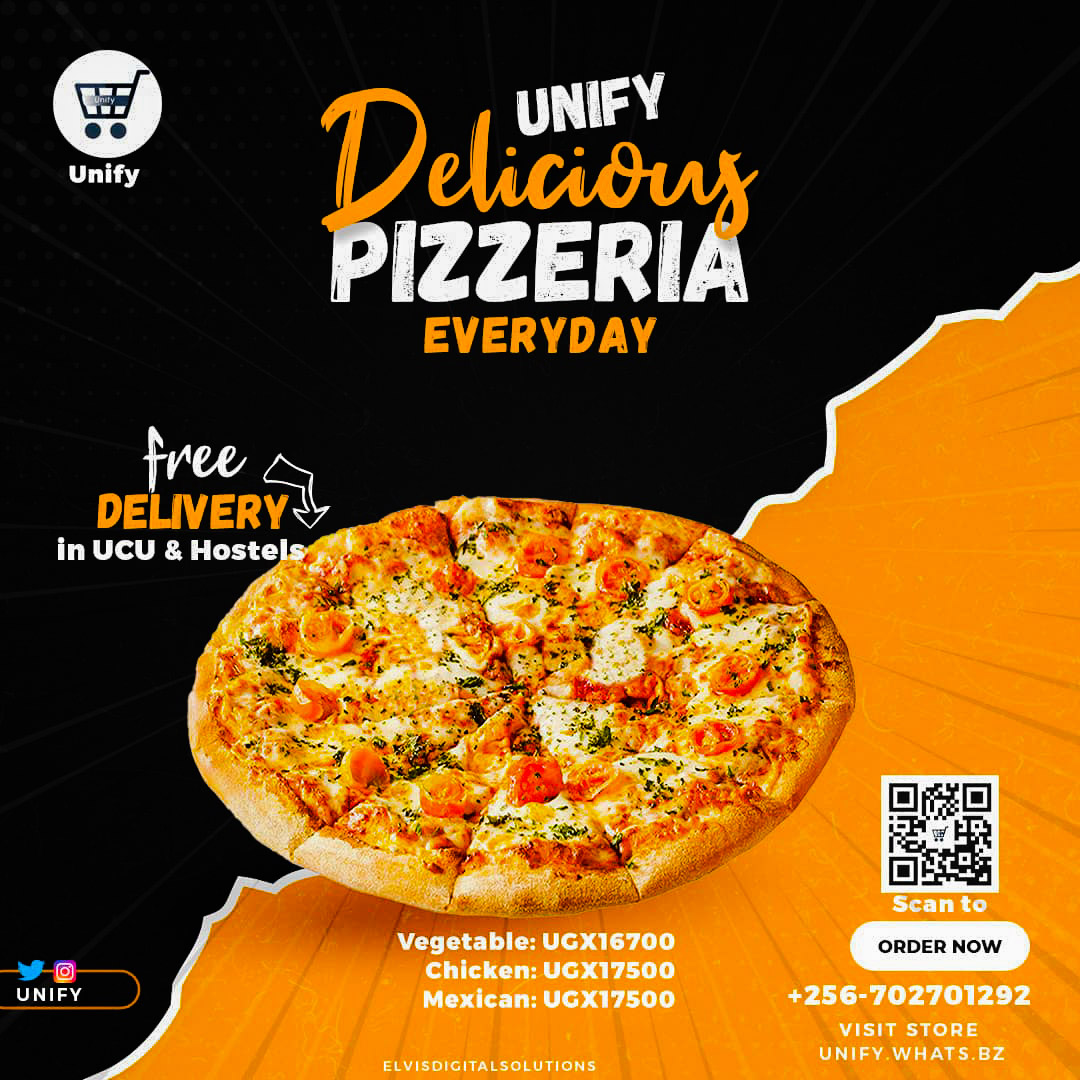 Unify
Unify
UNIFY
Delicious
PIZZERIA
EVERYDAY
free
DELIVERY
in UCU & Hostels
Vegetable: UGX16700
Chicken: UGX17500
Mexican: UGX17500
Scan to
ORDER NOW
+256-702701292
VISIT STORE
UNIFY.WHATS.BZ
UNIFY
ELVISDIGITALSOLUTIONS